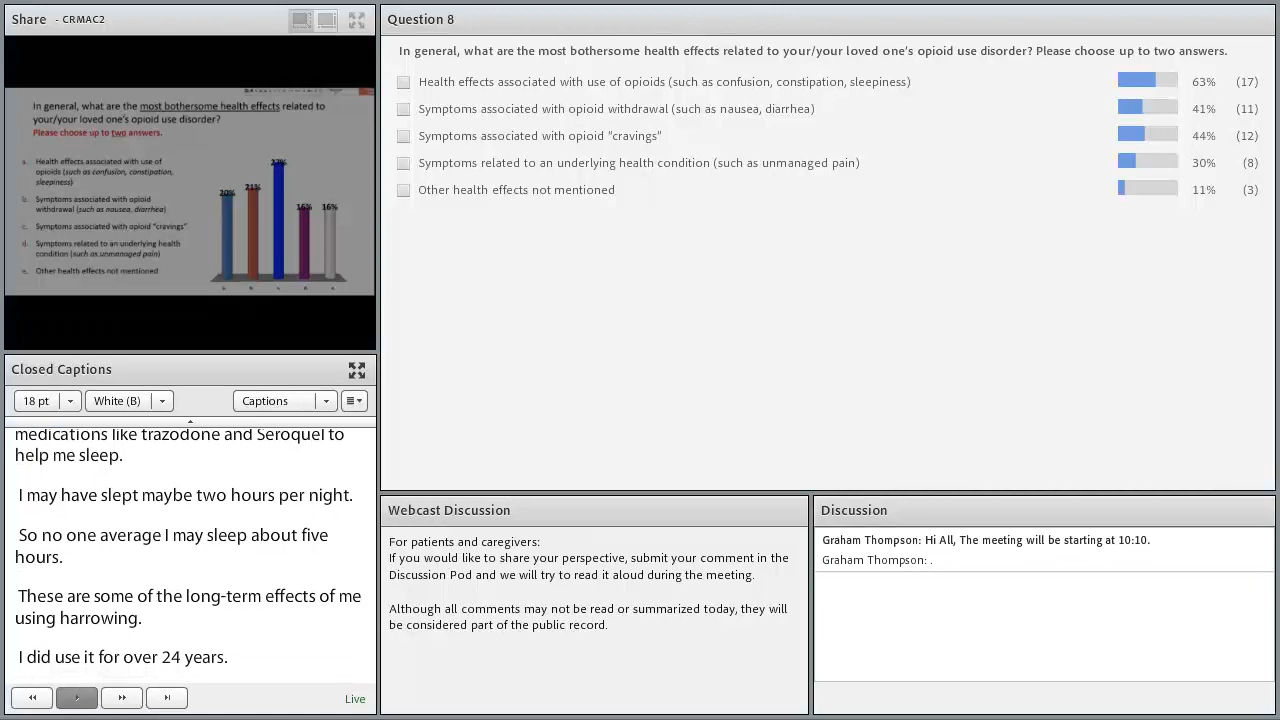 Share - CRMAC2
In general, what are the most bothersome health effects related to
your/your loved one's opioid use disorder?
Please choose up to two answers.
a. Health effects associated with use of
opioids (such as confusion, constipation,
sleepiness)
b. Symptoms associated with opioid
withdrawal (such as nausea, diarrhea)
c. Symptoms associated with opioid "cravings"
d. Symptoms related to an underlying health
condition (such as unmanaged pain)
e. Other health effects not mentioned
20% 21% 27% 16% 16%
Question 8
In general, what are the most bothersome health effects related to your/your loved one's opioid use disorder? Please choose up to two answers.
Health effects associated with use of opioids (such as confusion, constipation, sleepiness) 63% (17)
Symptoms associated with opioid withdrawal (such as nausea, diarrhea) 41% (11)
Symptoms associated with opioid "cravings" 44% (12)
Symptoms related to an underlying health condition (such as unmanaged pain) 30% (8)
Other health effects not mentioned 11% (3)
Closed Captions
18 pt White (B) Captions
medications like trazodone and Seroquel to
help me sleep.
I may have slept maybe two hours per night.
So no one average I may sleep about five
hours.
These are some of the long-term effects of me
using harrowing.
I did use it for over 24 years.
Live
Webcast Discussion
For patients and caregivers:
If you would like to share your perspective, submit your comment in the
Discussion Pod and we will try to read it aloud during the meeting.
Although all comments may not be read or summarized today, they will
be considered part of the public record.
Discussion
Graham Thompson: Hi All, The meeting will be starting at 10:10.
Graham Thompson: .